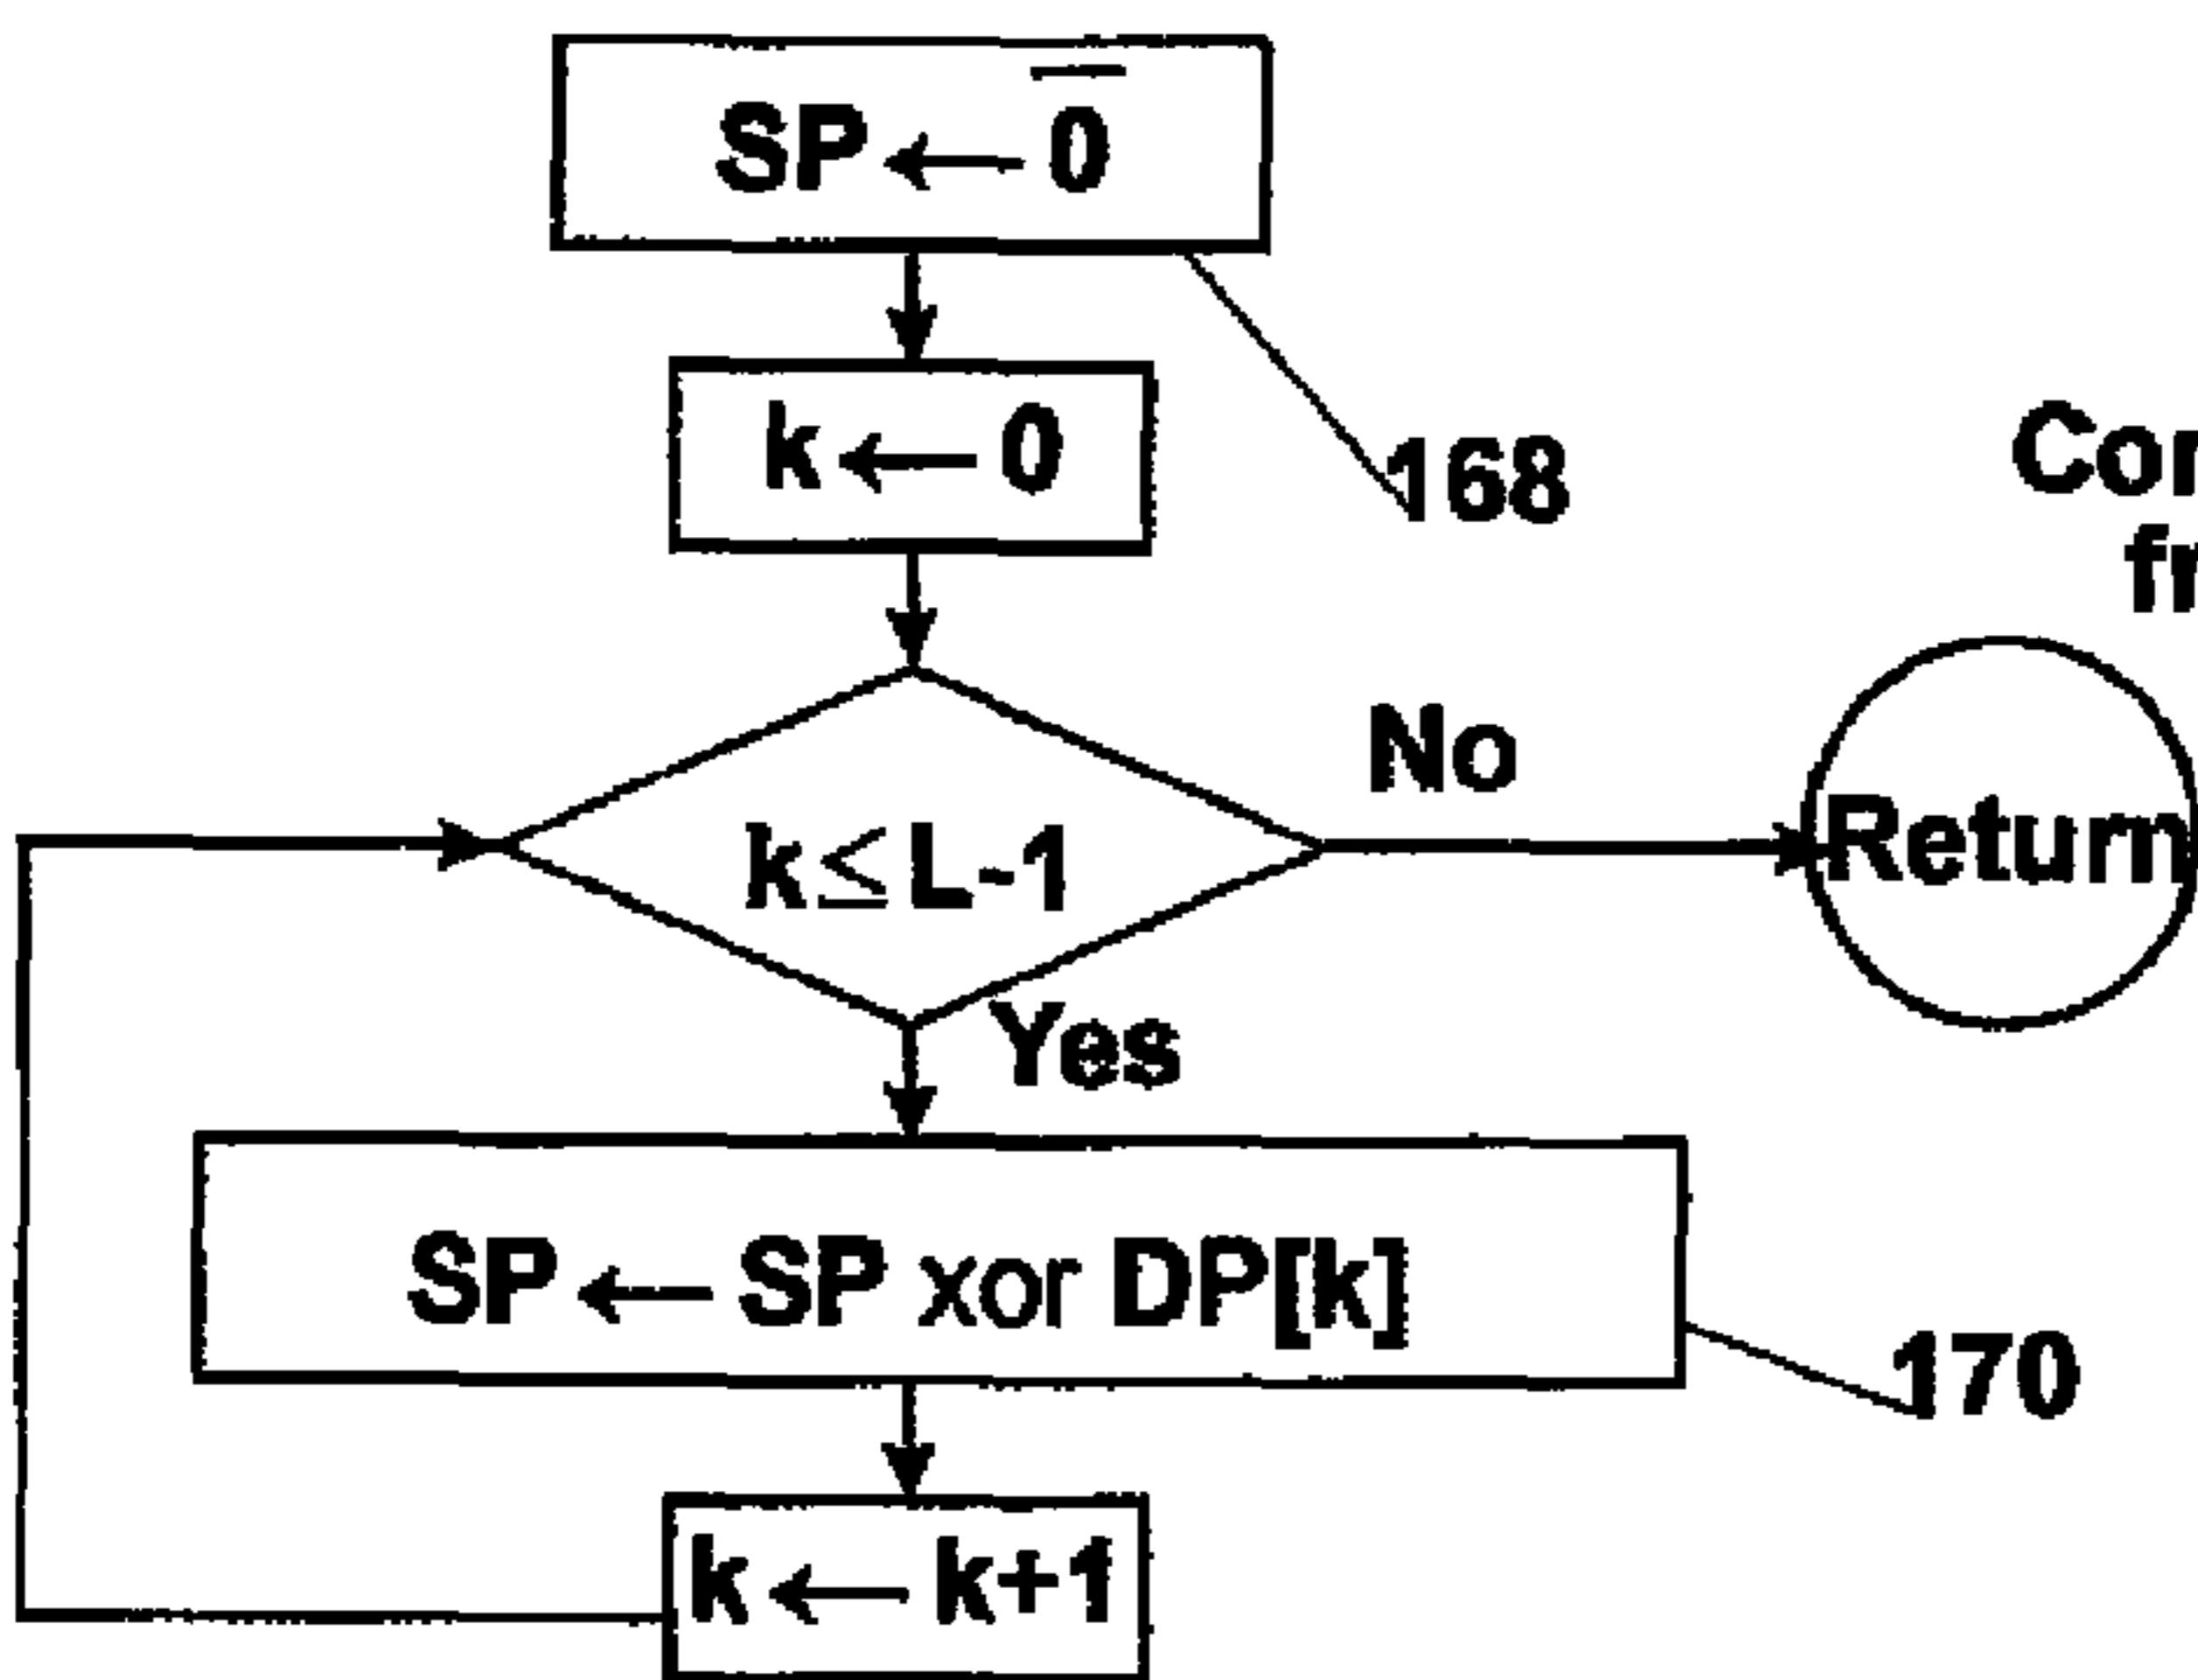 SP ← 0̅
k ← 0
168
k ≤ L-1
No
Return
Yes
SP ← SP xor DP[k]
170
k ← k+1